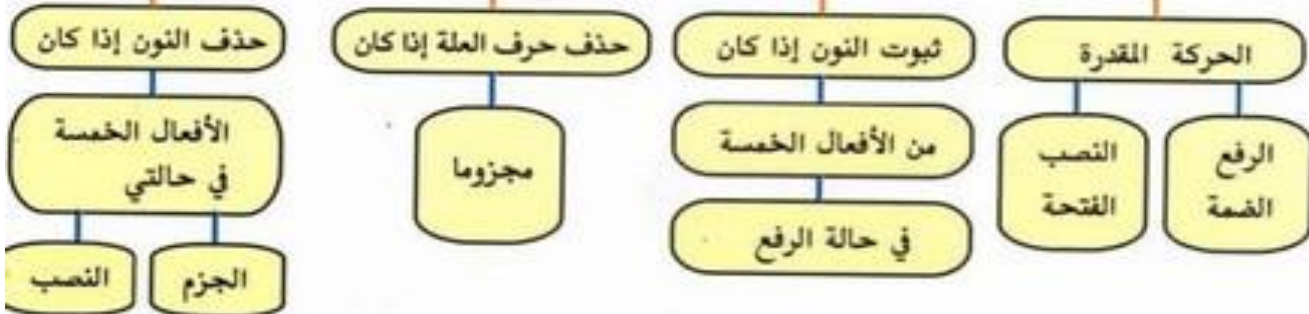 الحركة المقدرة
الرفع
الضمة
النصب
الفتحة
ثبوت النون إذا كان
من الأفعال الخمسة
في حالة الرفع
حذف حرف العلة إذا كان
مجزوما
حذف النون إذا كان
الأفعال الخمسة
في حالتي
الجزم
النصب